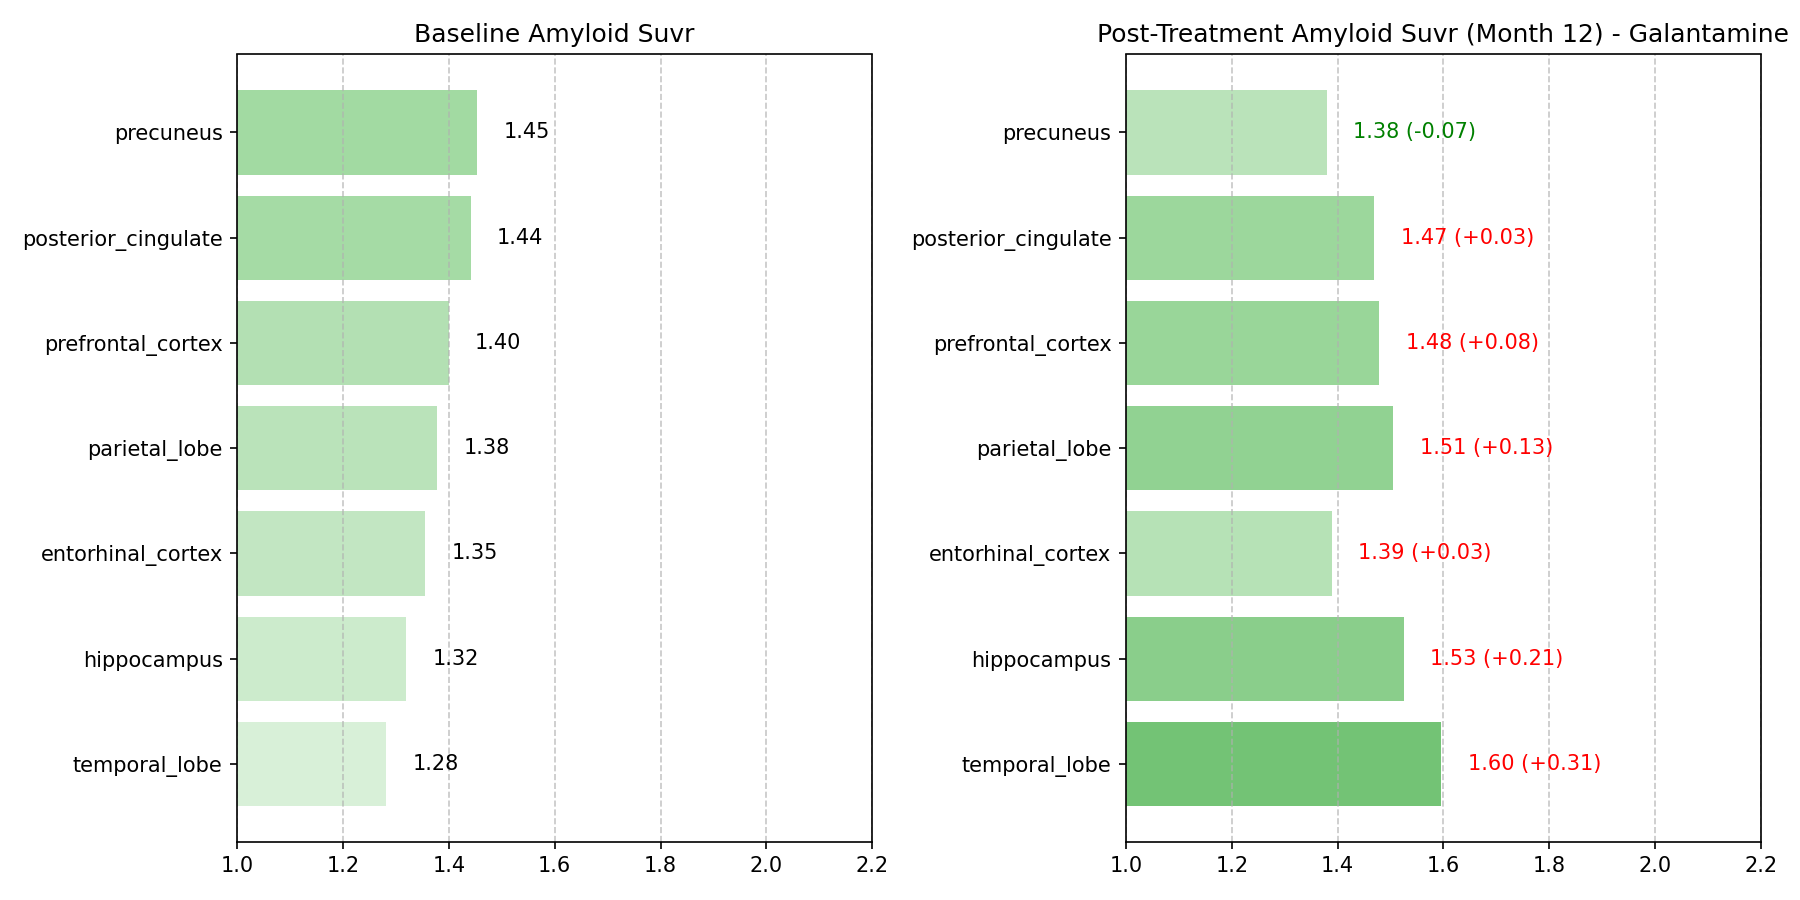 Baseline Amyloid Suvr
precuneus
1.45
posterior_cingulate
1.44
prefrontal_cortex
1.40
parietal_lobe
1.38
entorhinal_cortex
1.35
hippocampus
1.32
temporal_lobe
1.28
1.0 1.2 1.4 1.6 1.8 2.0 2.2
Post-Treatment Amyloid Suvr (Month 12) - Galantamine
precuneus
1.38 (-0.07)
posterior_cingulate
1.47 (+0.03)
prefrontal_cortex
1.48 (+0.08)
parietal_lobe
1.51 (+0.13)
entorhinal_cortex
1.39 (+0.03)
hippocampus
1.53 (+0.21)
temporal_lobe
1.60 (+0.31)
1.0 1.2 1.4 1.6 1.8 2.0 2.2